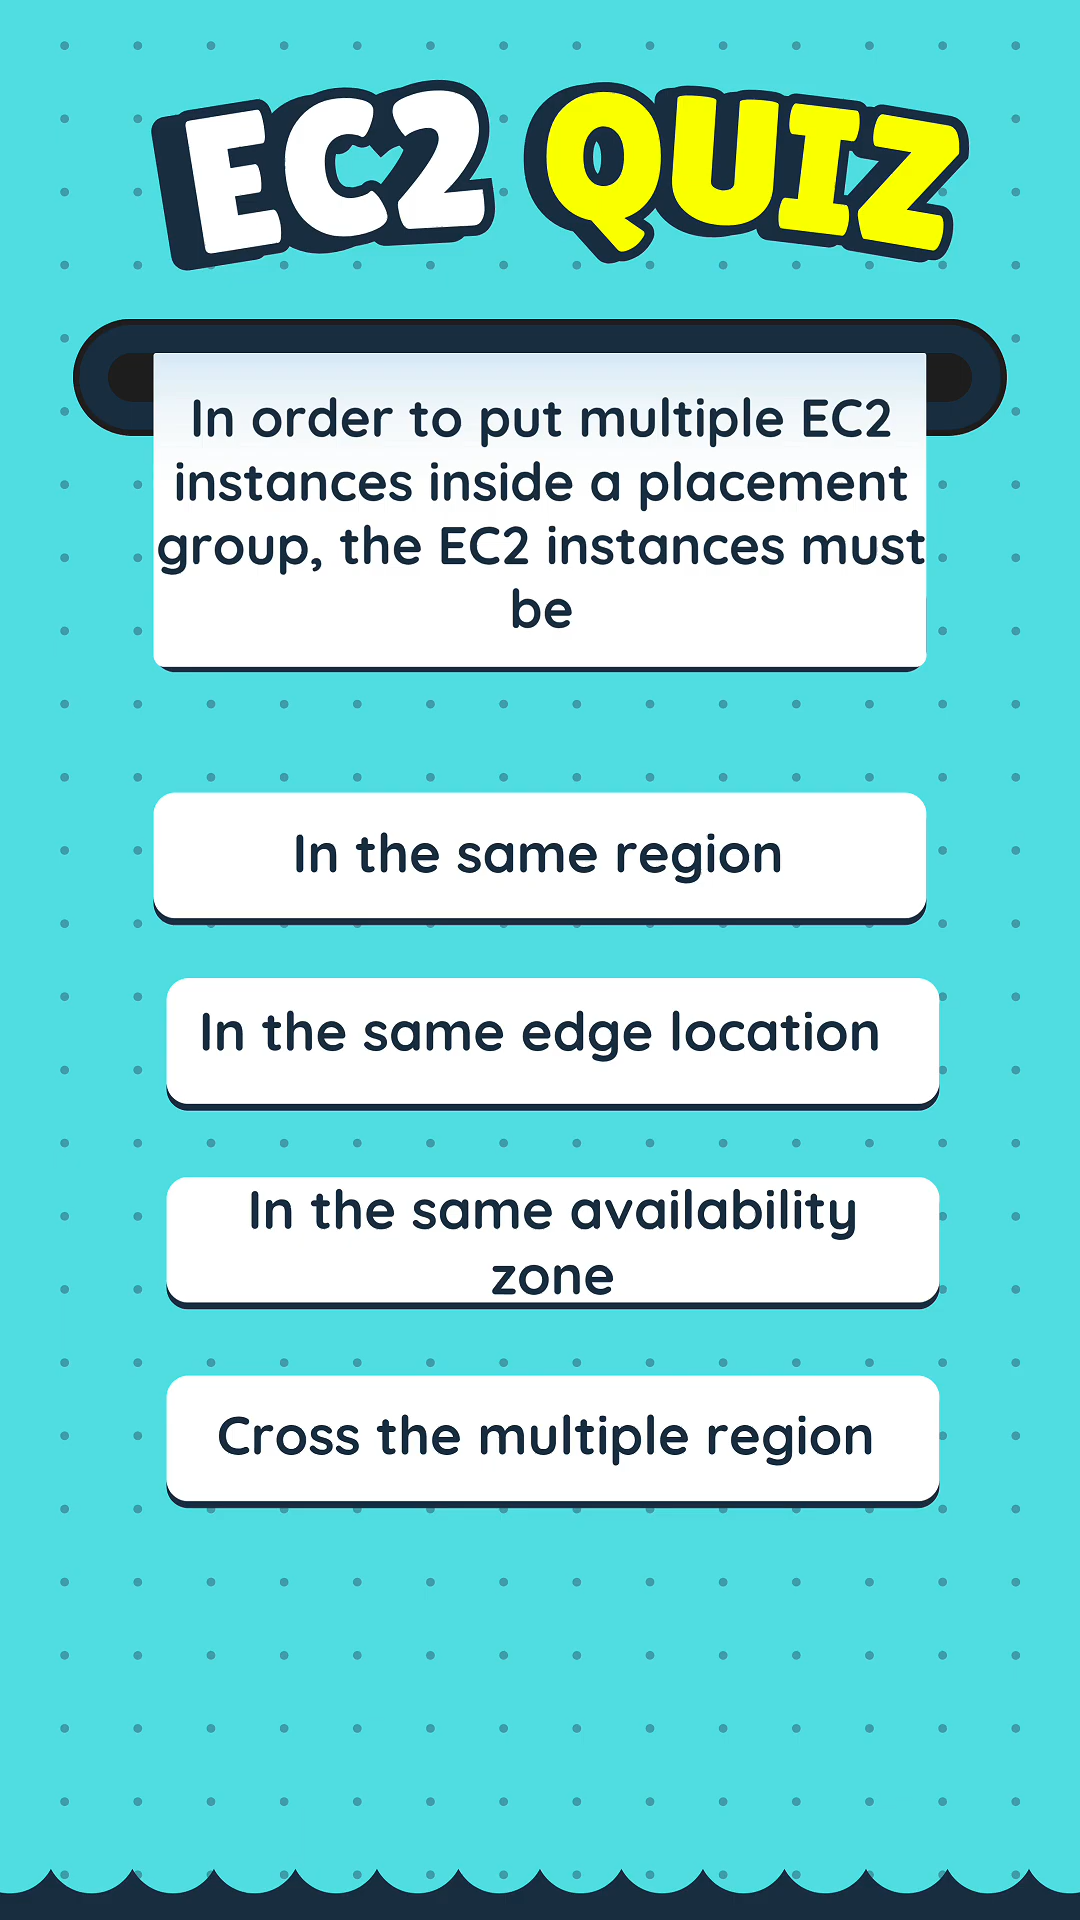 EC2 QUIZ
In order to put multiple EC2
instances inside a placement
group, the EC2 instances must
be
In the same region
In the same edge location
In the same availability
zone
Cross the multiple region